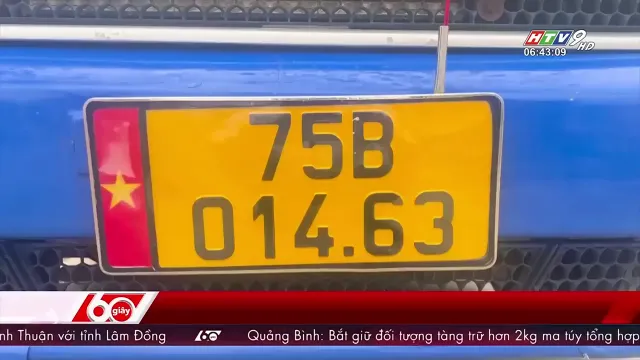 HTV9 HD
06:43:09
75B
014.63
60 giây
nh Thuận với tỉnh Lâm Đồng 60 Quảng Bình: Bắt giữ đối tượng tàng trữ hơn 2kg ma túy tổng hợp